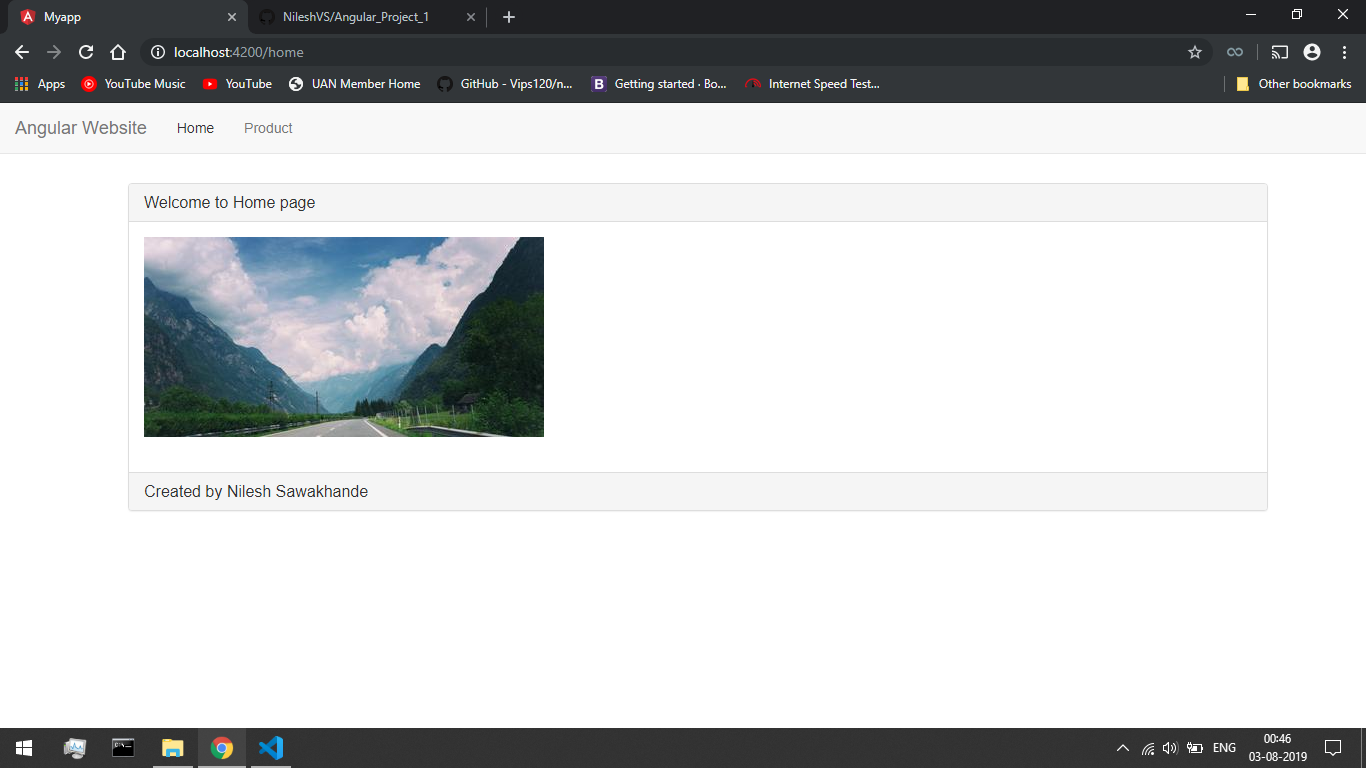 Myapp
NileshVS/Angular_Project_1
localhost:4200/home
Apps
YouTube Music
YouTube
UAN Member Home
GitHub - Vips120/n...
B
Getting started · Bo...
Internet Speed Test...
Other bookmarks
Angular Website
Home
Product
Welcome to Home page
Created by Nilesh Sawakhande
ENG
00:46
03-08-2019